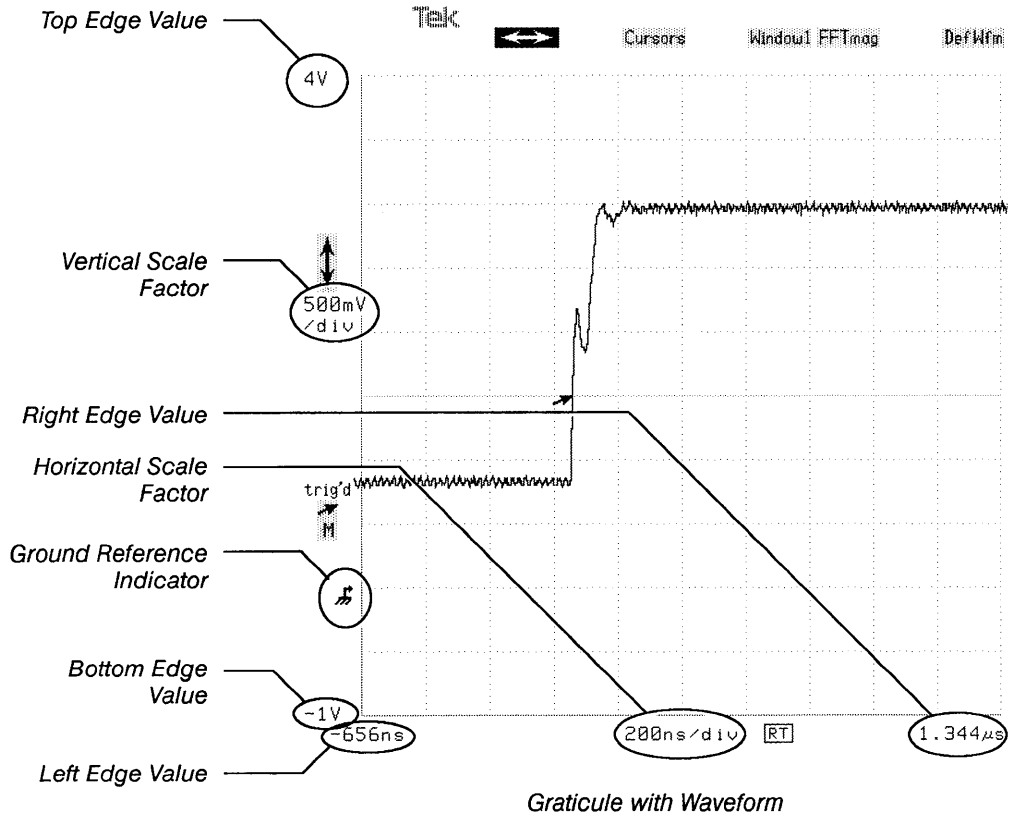 Top Edge Value
Tek
Cursors
Window1 FFTmag
DefWfm
4V
Vertical Scale
Factor
500mV
/div
Right Edge Value
Horizontal Scale
Factor
trig'd
M
Ground Reference
Indicator
Bottom Edge
Value
-1V
-656ns
200ns/div
RT
1.344µs
Left Edge Value
Graticule with Waveform